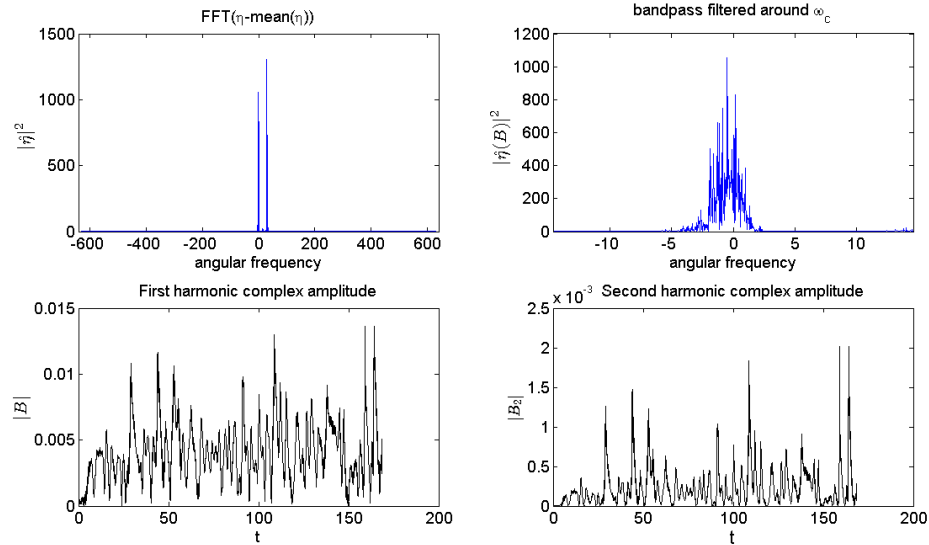 FFT(η-mean(η))
1500
1000
500
0
|η̂|²
-600 -400 -200 0 200 400 600
angular frequency
bandpass filtered around ω_c
1200
1000
800
600
400
200
0
|η̂(B)|²
-10 -5 0 5 10
angular frequency
First harmonic complex amplitude
0.015
0.01
0.005
0
|B|
0 50 100 150 200
t
x 10⁻³ Second harmonic complex amplitude
2.5
2
1.5
1
0.5
0
|B₂|
0 50 100 150 200
t